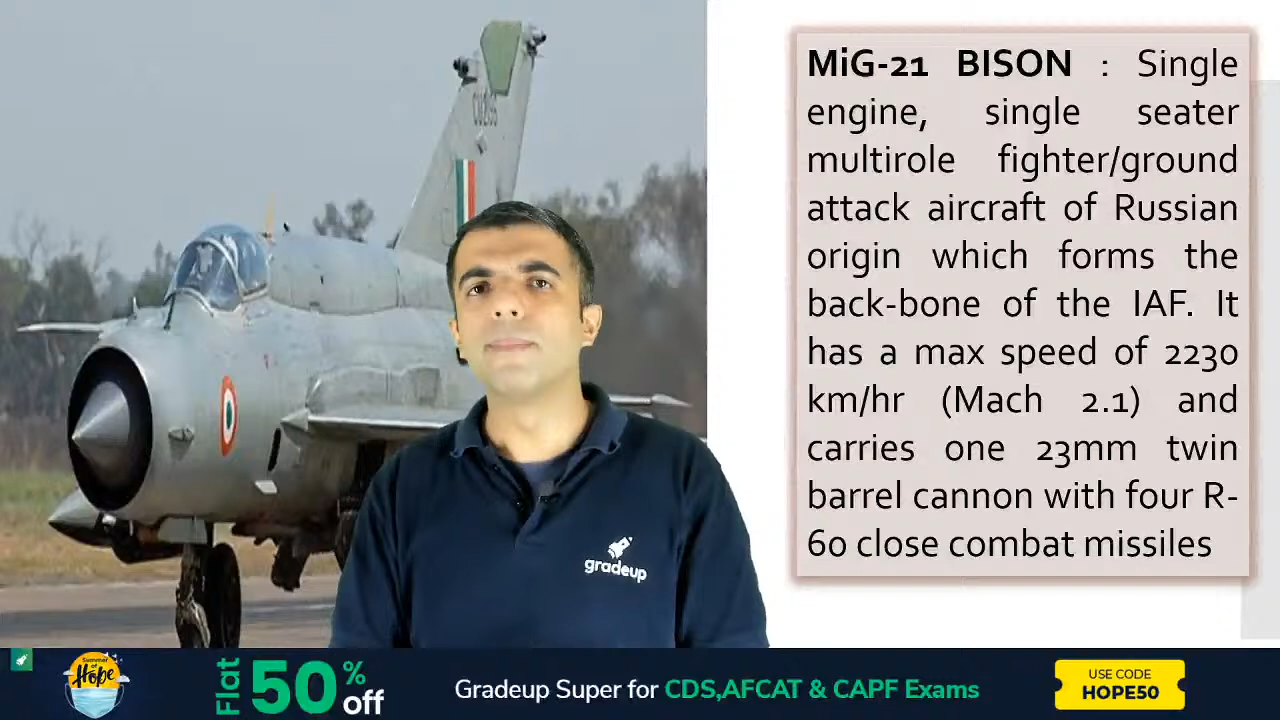 MiG-21 BISON : Single
engine, single seater
multirole fighter/ground
attack aircraft of Russian
origin which forms the
back-bone of the IAF. It
has a max speed of 2230
km/hr (Mach 2.1) and
carries one 23mm twin
barrel cannon with four R-
60 close combat missiles
gradeup
Summer
of
Hope
Flat
50%
off
Gradeup Super for CDS,AFCAT & CAPF Exams
USE CODE
HOPE50